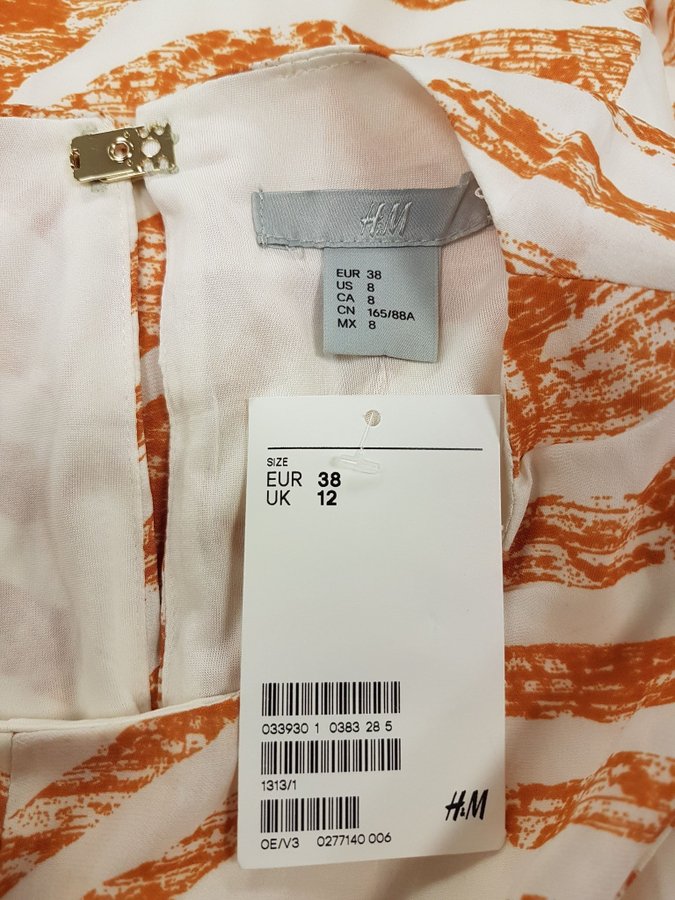 H&M
EUR 38
US 8
CA 8
CN 165/88A
MX 8
SIZE
EUR 38
UK 12
033930 1 0383 28 5
1313/1
H&M
0E/V3 0277140 006